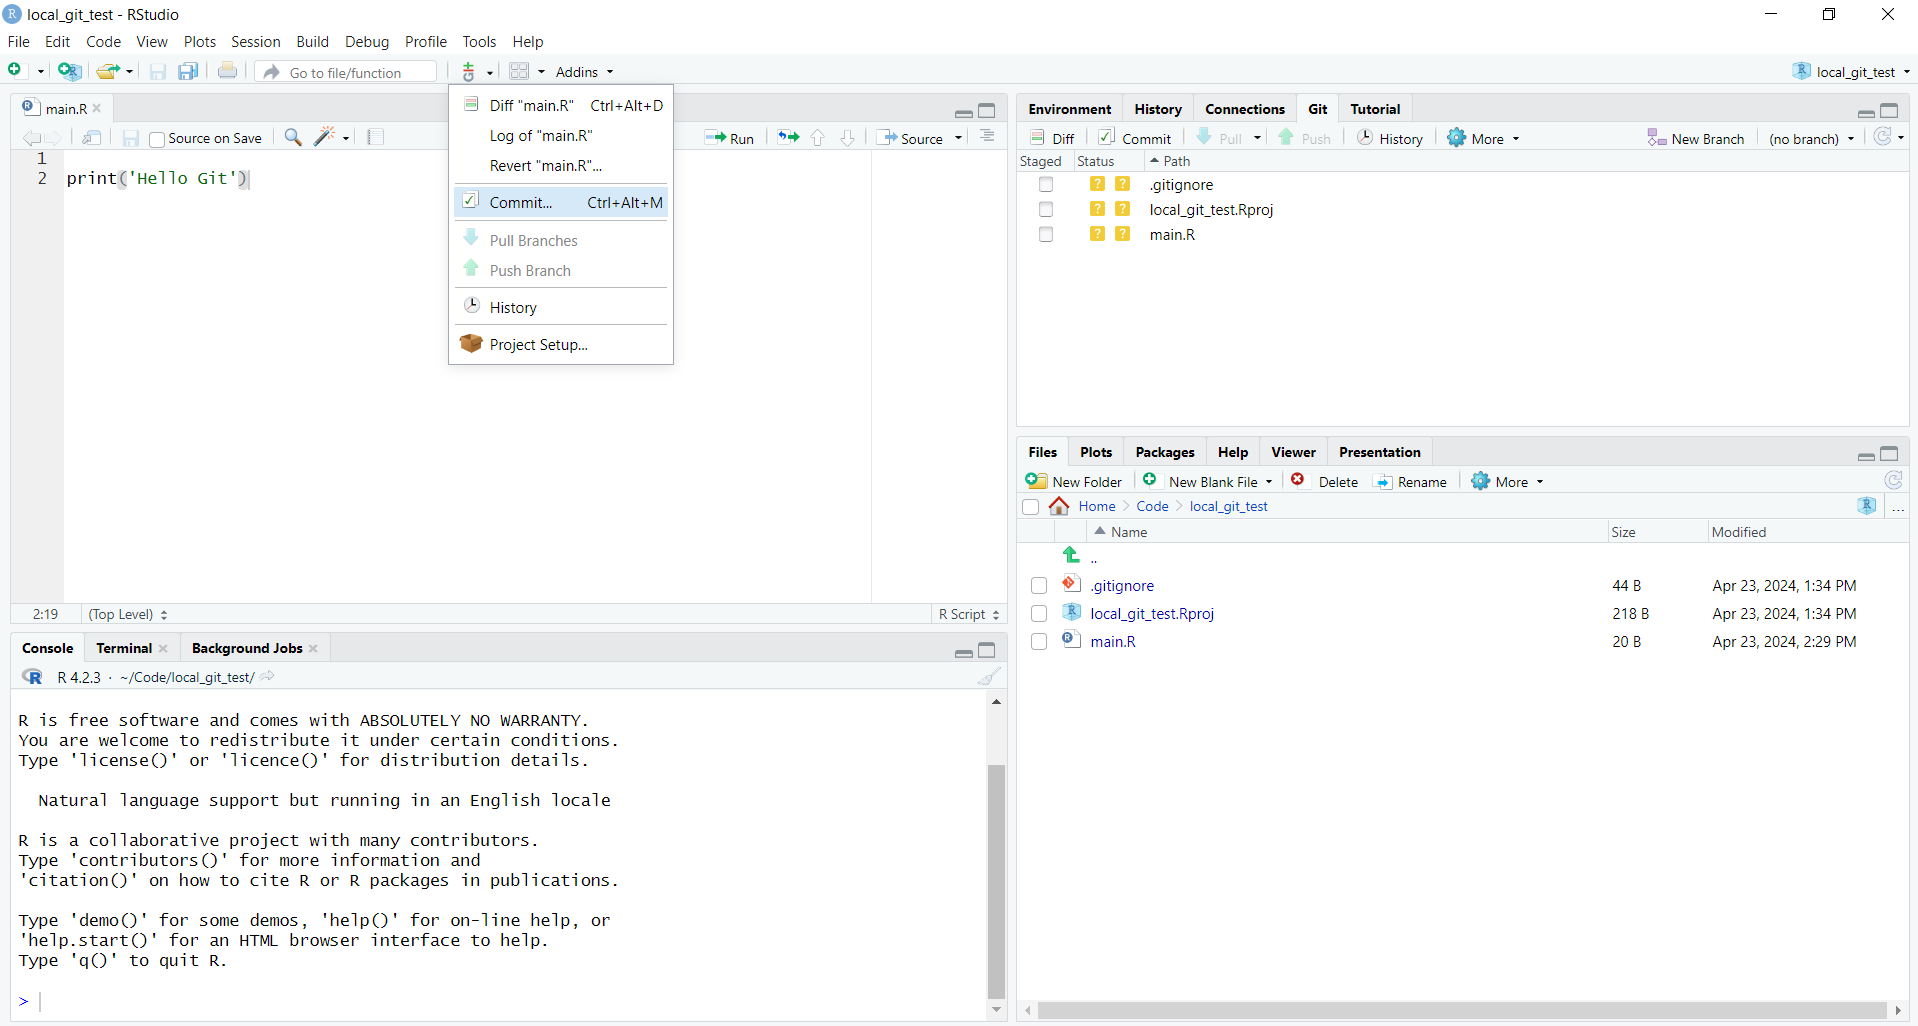 local_git_test - RStudio
File Edit Code View Plots Session Build Debug Profile Tools Help
Go to file/function Addins local_git_test
main.R
Source on Save Run Source
1
2 print('Hello Git')
2:19 (Top Level) R Script
Diff "main.R" Ctrl+Alt+D
Log of "main.R"
Revert "main.R"...
Commit... Ctrl+Alt+M
Pull Branches
Push Branch
History
Project Setup...
Console Terminal Background Jobs
R 4.2.3 · ~/Code/local_git_test/
R is free software and comes with ABSOLUTELY NO WARRANTY.
You are welcome to redistribute it under certain conditions.
Type 'license()' or 'licence()' for distribution details.
Natural language support but running in an English locale
R is a collaborative project with many contributors.
Type 'contributors()' for more information and
'citation()' on how to cite R or R packages in publications.
Type 'demo()' for some demos, 'help()' for on-line help, or
'help.start()' for an HTML browser interface to help.
Type 'q()' to quit R.
>
Environment History Connections Git Tutorial
Diff Commit Pull Push History More New Branch (no branch)
Staged Status Path
? ? .gitignore
? ? local_git_test.Rproj
? ? main.R
Files Plots Packages Help Viewer Presentation
New Folder New Blank File Delete Rename More
Home Code local_git_test ...
Name Size Modified
..
.gitignore 44 B Apr 23, 2024, 1:34 PM
local_git_test.Rproj 218 B Apr 23, 2024, 1:34 PM
main.R 20 B Apr 23, 2024, 2:29 PM